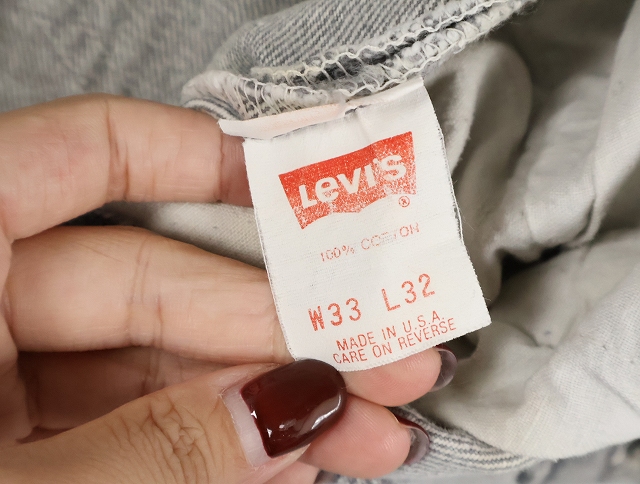 Levi's ®
100% COTTON
W33 L32
MADE IN U.S.A.
CARE ON REVERSE